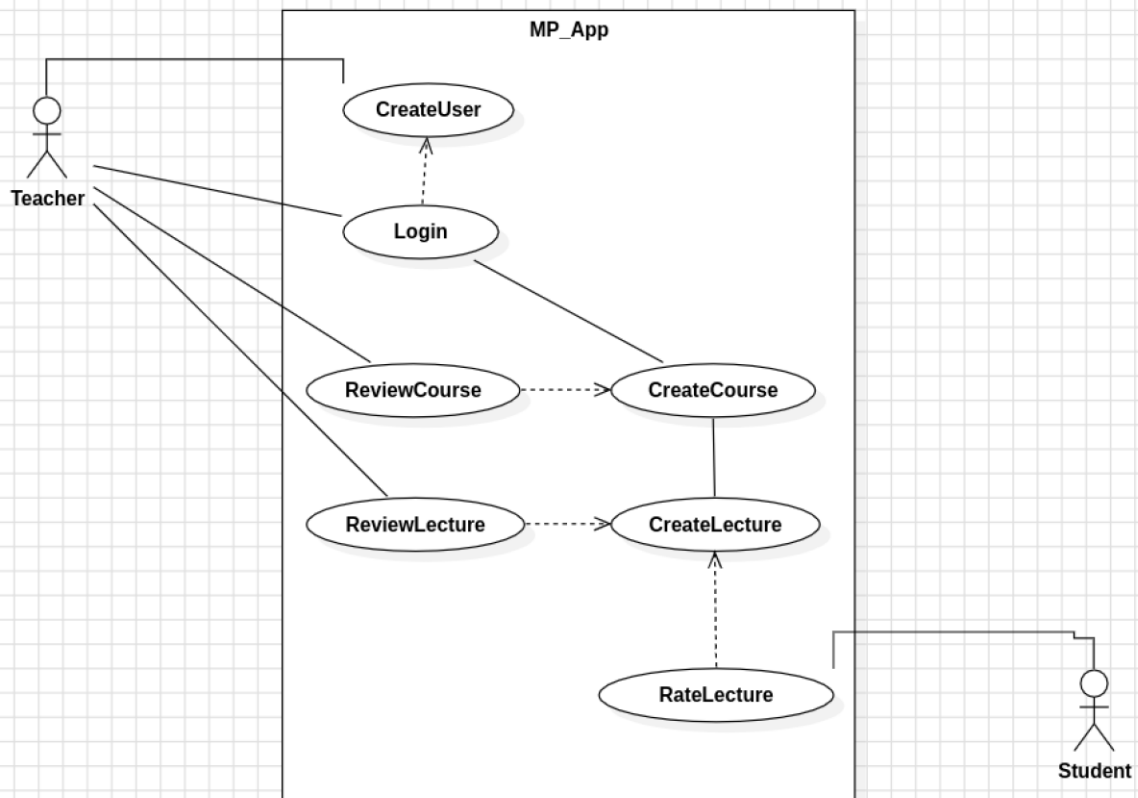 MP_App
CreateUser
Teacher
Login
ReviewCourse
CreateCourse
ReviewLecture
CreateLecture
RateLecture
Student